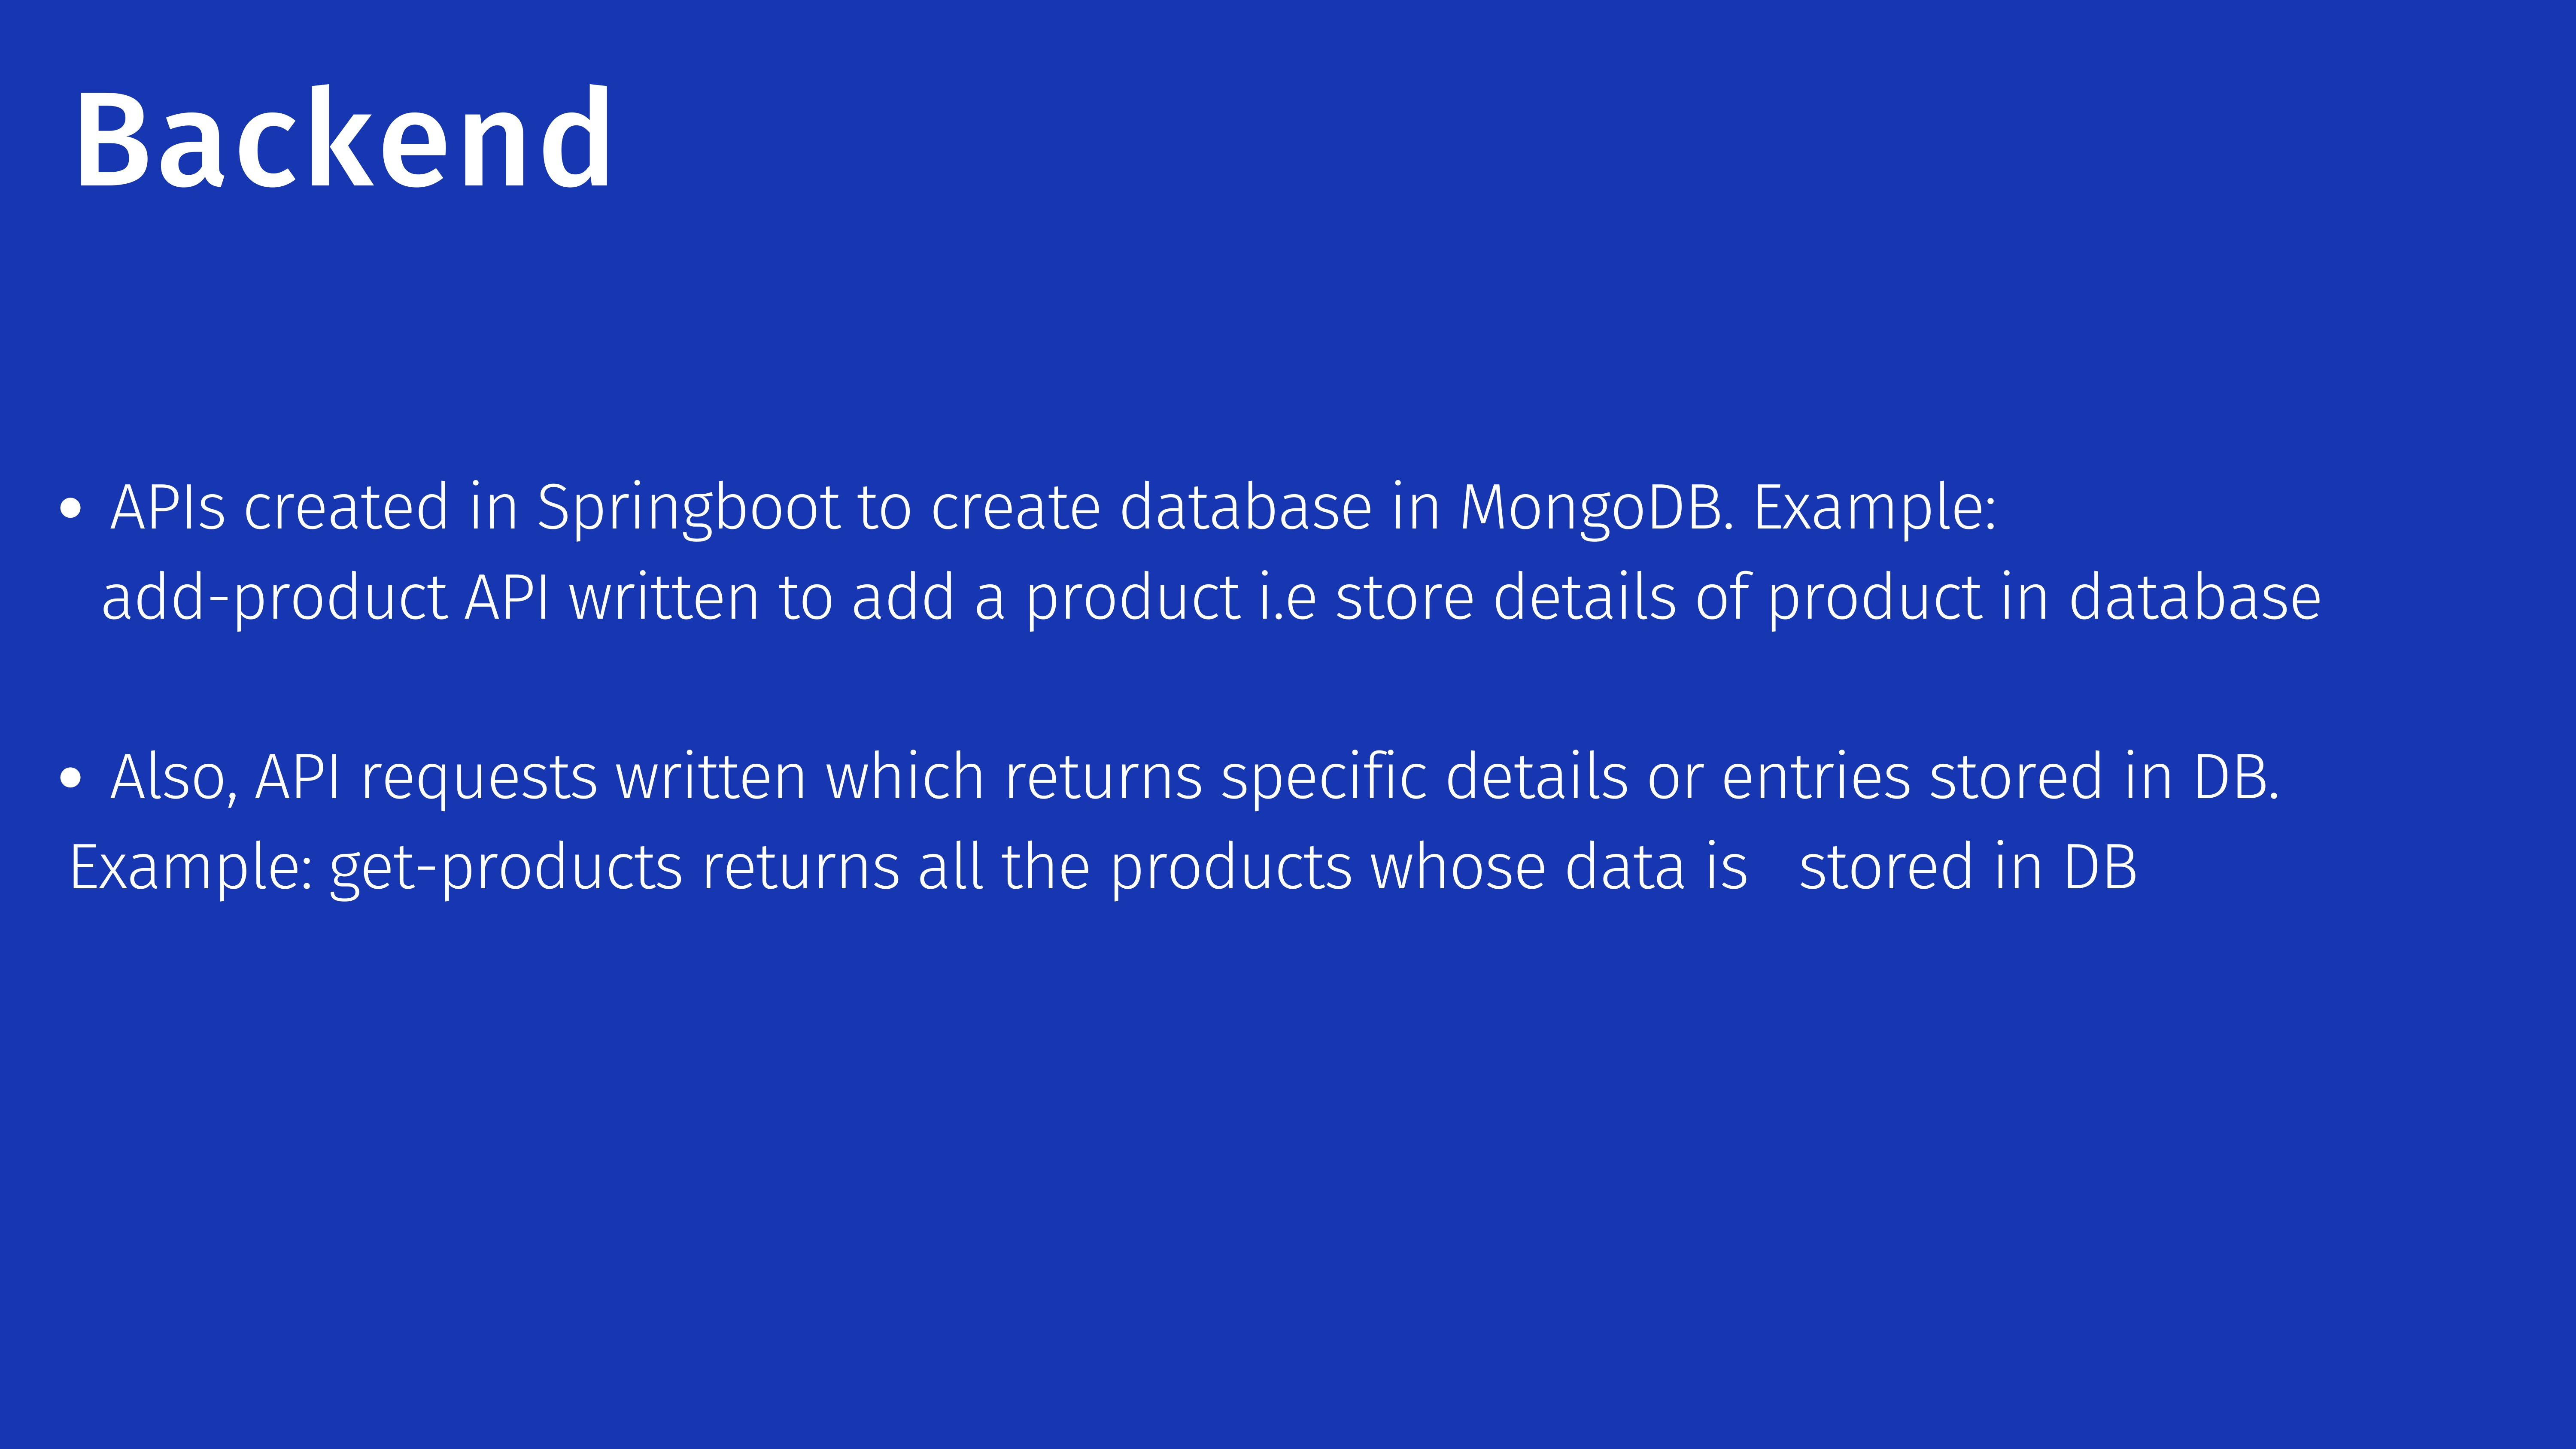 Backend
• APIs created in Springboot to create database in MongoDB. Example:
add-product API written to add a product i.e store details of product in database
• Also, API requests written which returns specific details or entries stored in DB.
Example: get-products returns all the products whose data is   stored in DB